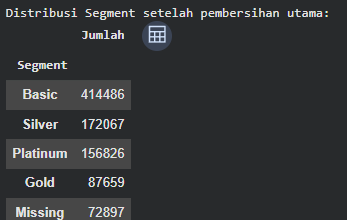 Distribusi Segment setelah pembersihan utama:
Jumlah
Segment
Basic 414486
Silver 172067
Platinum 156826
Gold 87659
Missing 72897